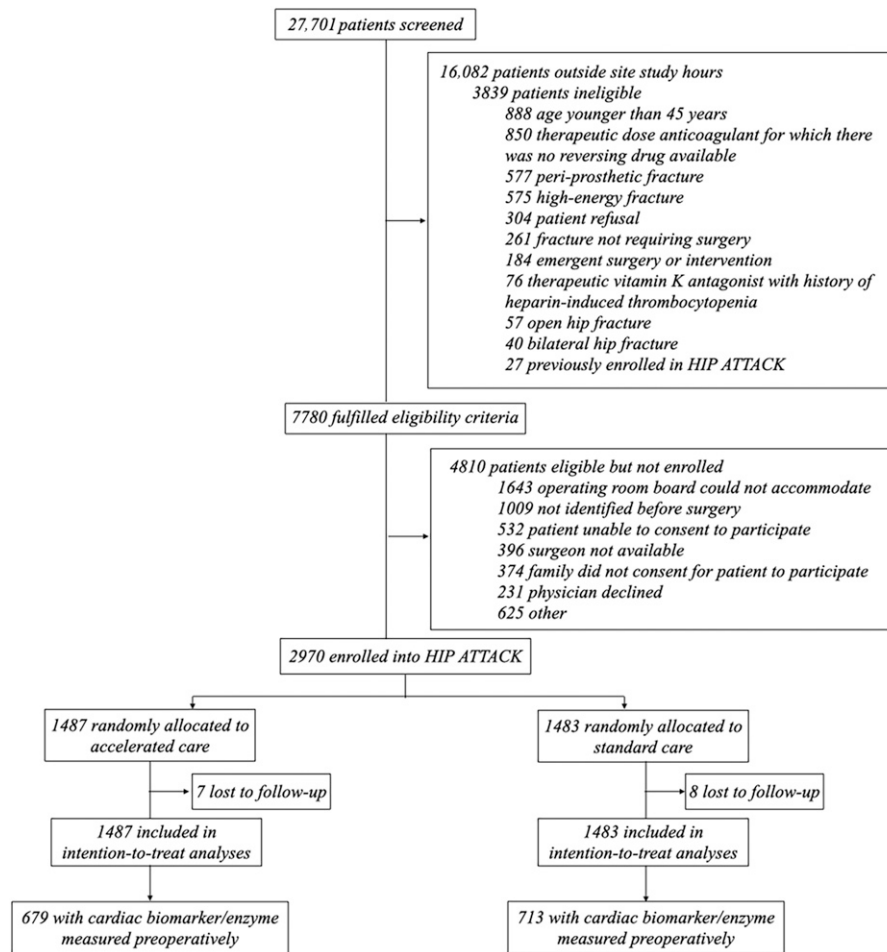 27,701 patients screened
16,082 patients outside site study hours
3839 patients ineligible
888 age younger than 45 years
850 therapeutic dose anticoagulant for which there
was no reversing drug available
577 peri-prosthetic fracture
575 high-energy fracture
304 patient refusal
261 fracture not requiring surgery
184 emergent surgery or intervention
76 therapeutic vitamin K antagonist with history of
heparin-induced thrombocytopenia
57 open hip fracture
40 bilateral hip fracture
27 previously enrolled in HIP ATTACK
7780 fulfilled eligibility criteria
4810 patients eligible but not enrolled
1643 operating room board could not accommodate
1009 not identified before surgery
532 patient unable to consent to participate
396 surgeon not available
374 family did not consent for patient to participate
231 physician declined
625 other
2970 enrolled into HIP ATTACK
1487 randomly allocated to
accelerated care
1483 randomly allocated to
standard care
7 lost to follow-up
8 lost to follow-up
1487 included in
intention-to-treat analyses
1483 included in
intention-to-treat analyses
679 with cardiac biomarker/enzyme
measured preoperatively
713 with cardiac biomarker/enzyme
measured preoperatively